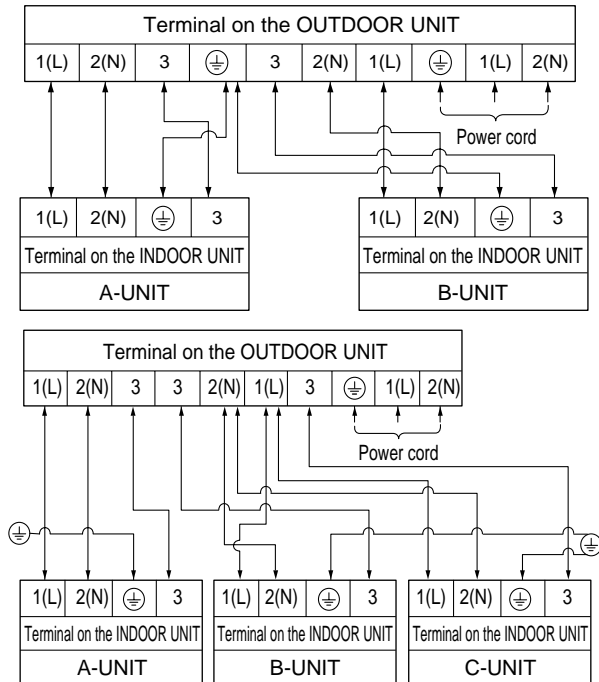 Terminal on the OUTDOOR UNIT
1(L) 2(N) 3 3 2(N) 1(L) 1(L) 2(N)
Power cord
1(L) 2(N) 3 1(L) 2(N) 3
Terminal on the INDOOR UNIT Terminal on the INDOOR UNIT
A-UNIT B-UNIT
Terminal on the OUTDOOR UNIT
1(L) 2(N) 3 3 2(N) 1(L) 3 1(L) 2(N)
Power cord
1(L) 2(N) 3 1(L) 2(N) 3 1(L) 2(N) 3
Terminal on the INDOOR UNIT Terminal on the INDOOR UNIT Terminal on the INDOOR UNIT
A-UNIT B-UNIT C-UNIT